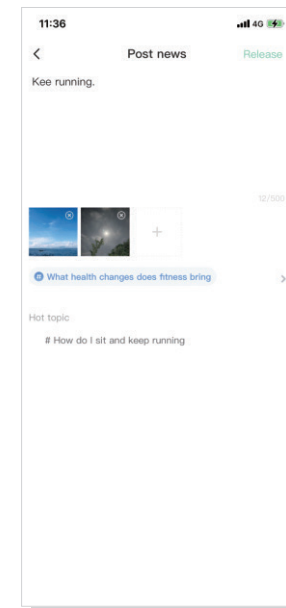 11:36
4G
Post news
Release
Kee running.
12/500
What health changes does fitness bring
Hot topic
# How do I sit and keep running